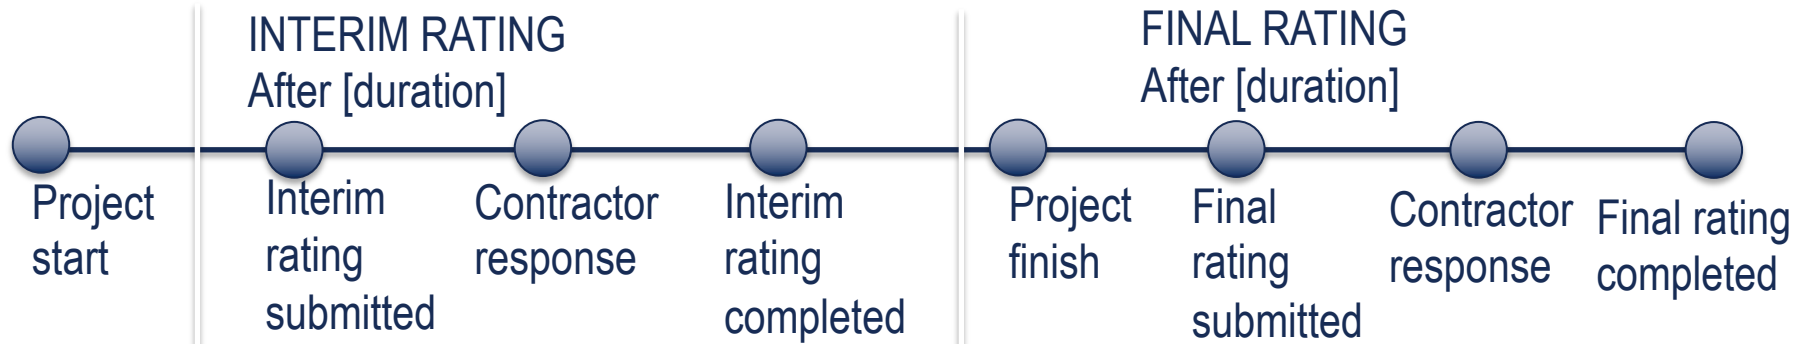 INTERIM RATING
After [duration]
FINAL RATING
After [duration]
Project
start
Interim
rating
submitted
Contractor
response
Interim
rating
completed
Project
finish
Final
rating
submitted
Contractor
response
Final rating
completed